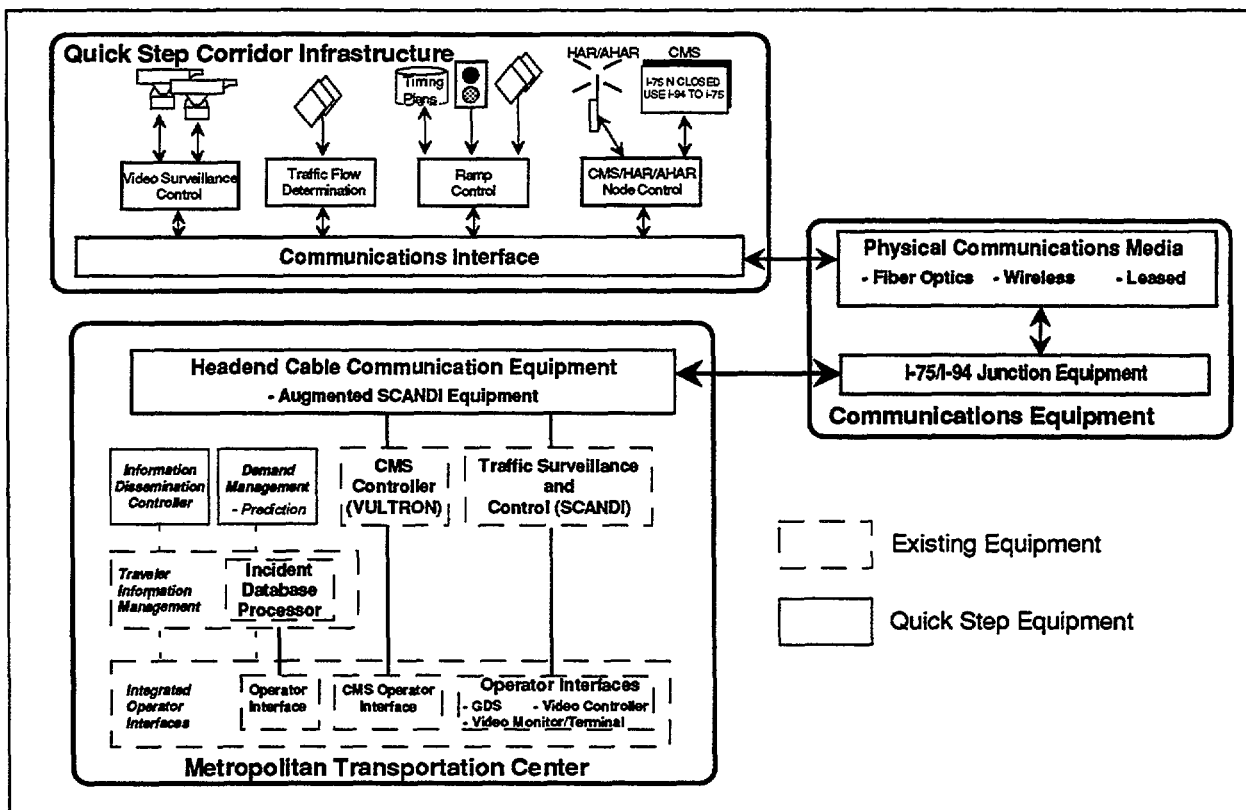 Quick Step Corridor Infrastructure
HAR/AHAR
CMS
Timing
Plans
I-75 N CLOSED
USE I-94 TO I-75
Video Surveillance
Control
Traffic Flow
Determination
Ramp
Control
CMS/HAR/AHAR
Node Control
Communications Interface
Physical Communications Media
- Fiber Optics - Wireless - Leased
I-75/I-94 Junction Equipment
Communications Equipment
Headend Cable Communication Equipment
- Augmented SCANDI Equipment
Information
Dissemination
Controller
Demand
Management
- Prediction
CMS
Controller
(VULTRON)
Traffic Surveillance
and
Control (SCANDI)
Traveler
Information
Management
Incident
Database
Processor
Integrated
Operator
Interfaces
Operator
Interface
CMS Operator
Interface
Operator Interfaces
- GDS - Video Controller
- Video Monitor/Terminal
Metropolitan Transportation Center
Existing Equipment
Quick Step Equipment